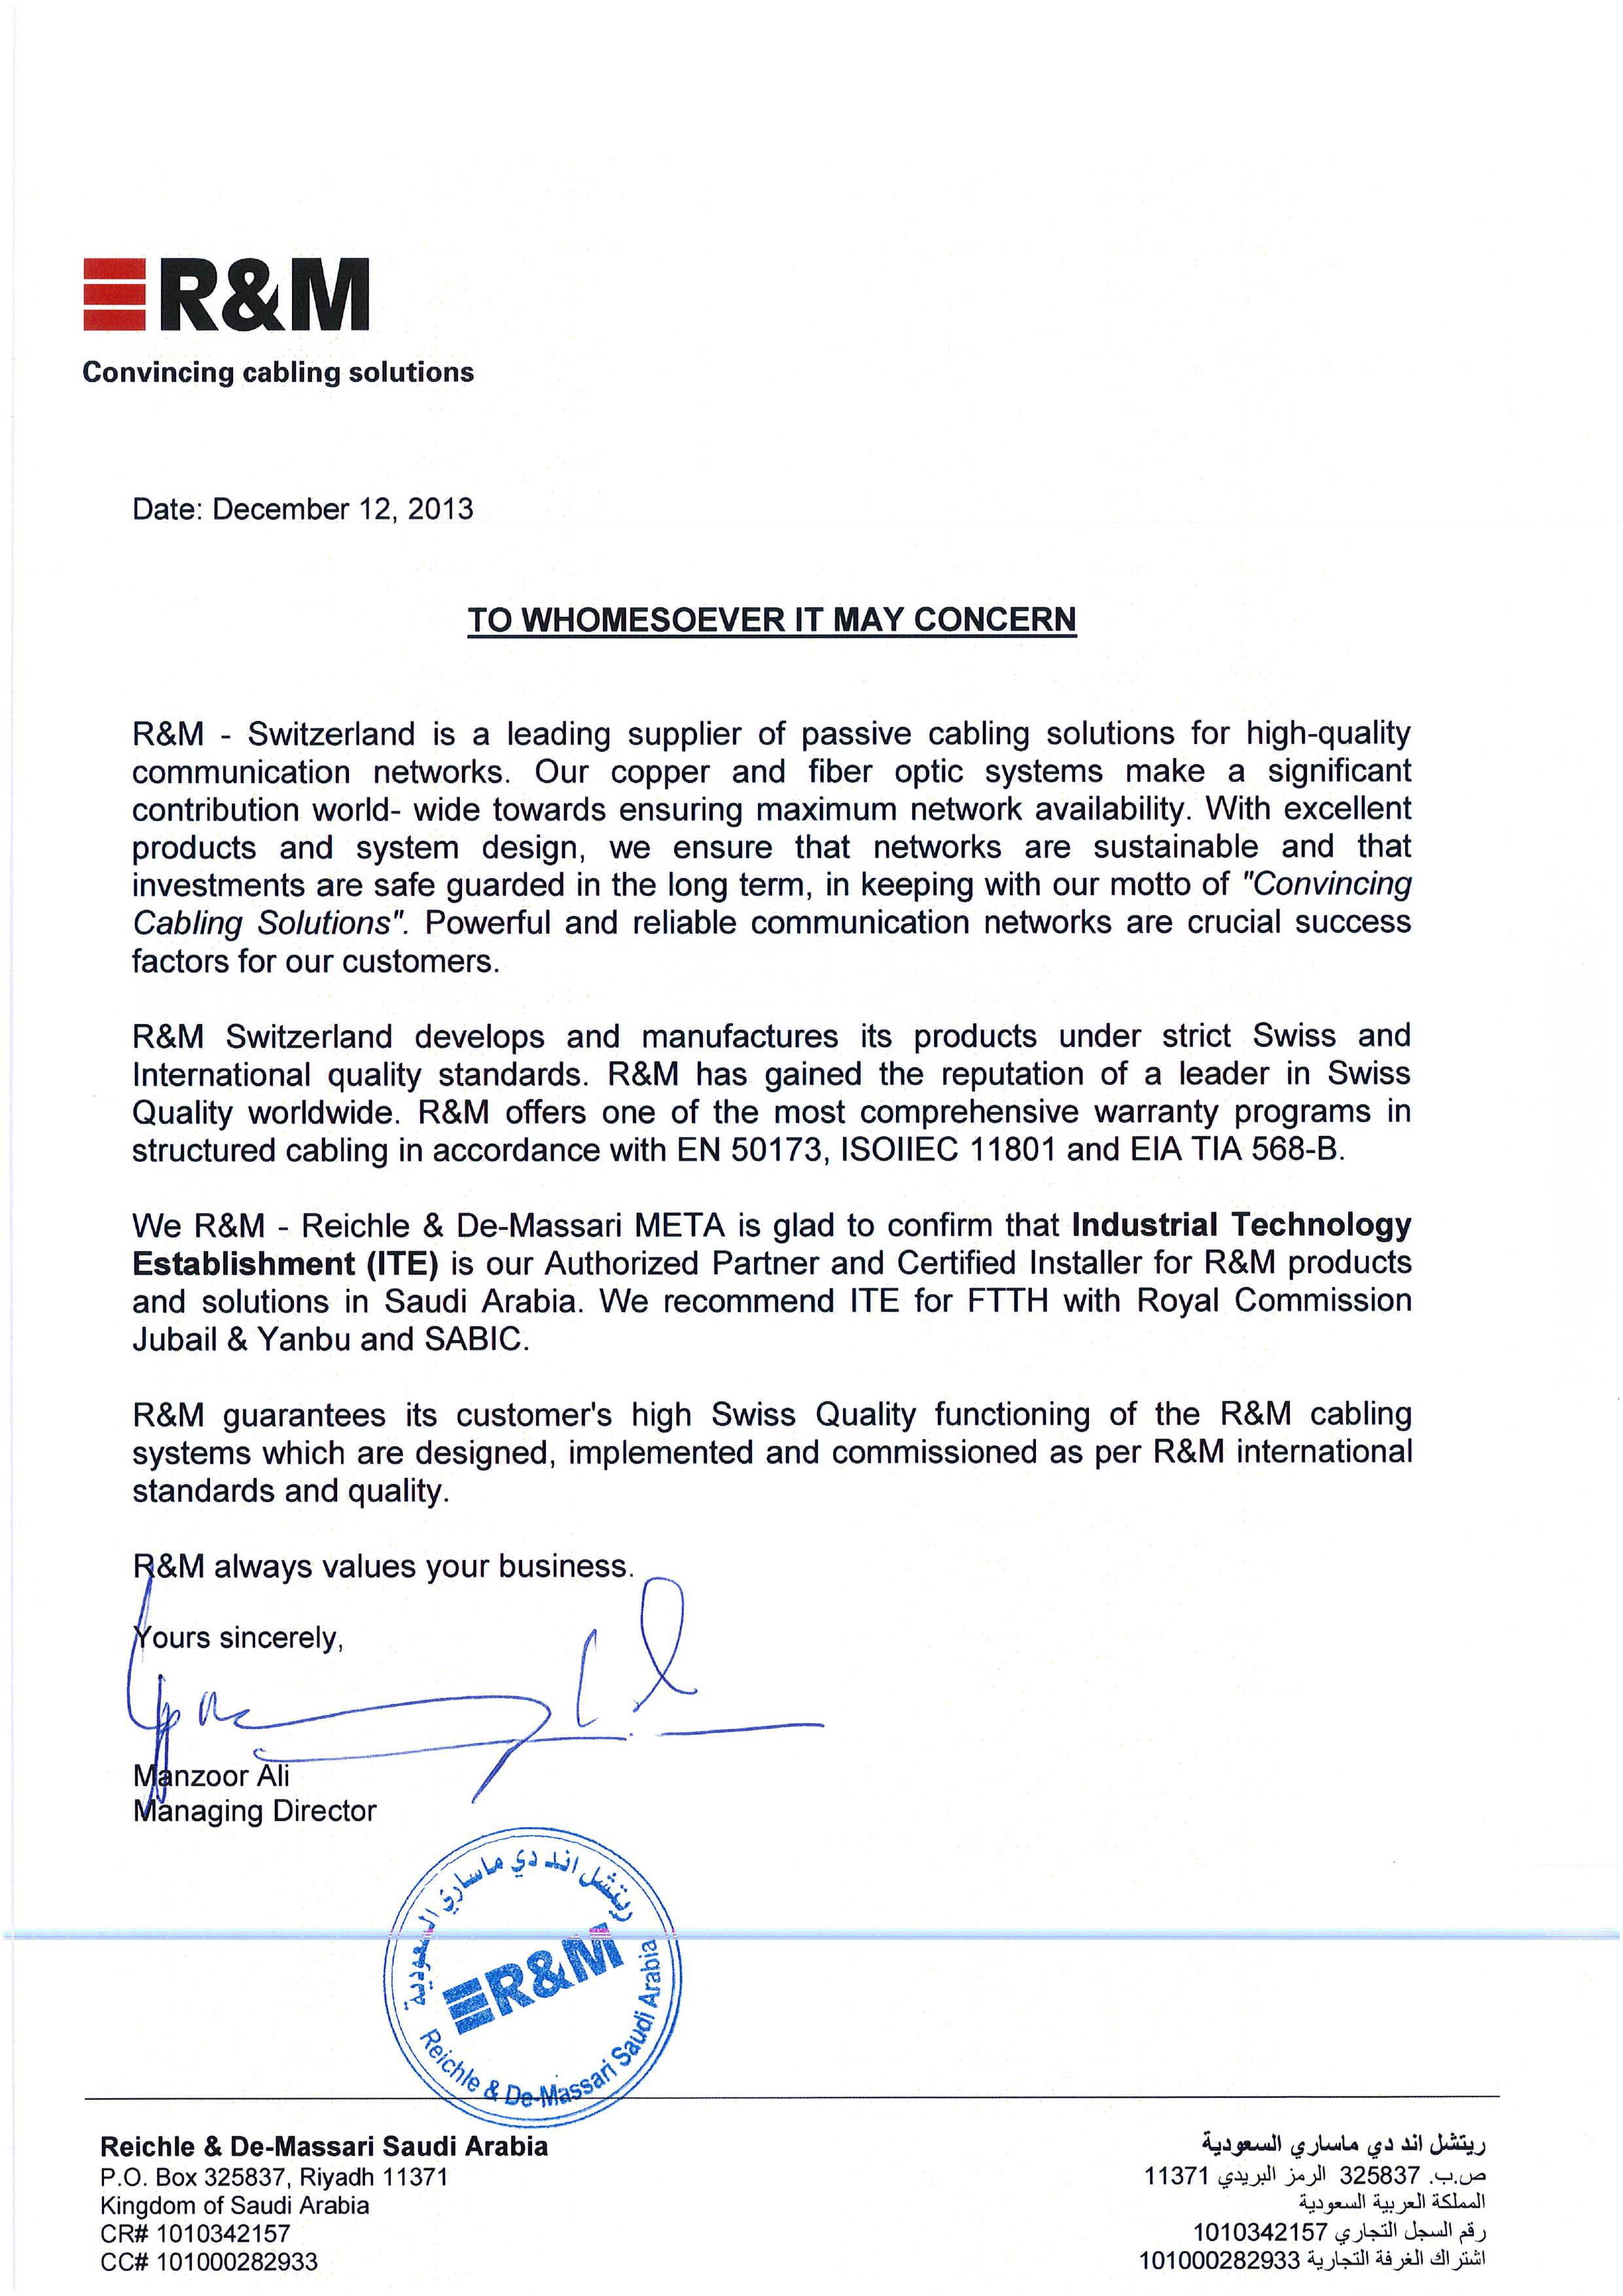 R&M
Convincing cabling solutions
Date: December 12, 2013
TO WHOMESOEVER IT MAY CONCERN
R&M - Switzerland is a leading supplier of passive cabling solutions for high-quality
communication networks. Our copper and fiber optic systems make a significant
contribution world- wide towards ensuring maximum network availability. With excellent
products and system design, we ensure that networks are sustainable and that
investments are safe guarded in the long term, in keeping with our motto of "Convincing
Cabling Solutions". Powerful and reliable communication networks are crucial success
factors for our customers.
R&M Switzerland develops and manufactures its products under strict Swiss and
International quality standards. R&M has gained the reputation of a leader in Swiss
Quality worldwide. R&M offers one of the most comprehensive warranty programs in
structured cabling in accordance with EN 50173, ISOIIEC 11801 and EIA TIA 568-B.
We R&M - Reichle & De-Massari META is glad to confirm that Industrial Technology
Establishment (ITE) is our Authorized Partner and Certified Installer for R&M products
and solutions in Saudi Arabia. We recommend ITE for FTTH with Royal Commission
Jubail & Yanbu and SABIC.
R&M guarantees its customer's high Swiss Quality functioning of the R&M cabling
systems which are designed, implemented and commissioned as per R&M international
standards and quality.
R&M always values your business.
Yours sincerely,
Manzoor Ali
Managing Director
ريتشل اند دي ماساري السعودية
R&M
Reichle & De-Massari Saudi Arabia
Reichle & De-Massari Saudi Arabia
P.O. Box 325837, Riyadh 11371
Kingdom of Saudi Arabia
CR# 1010342157
CC# 101000282933
ريتشل اند دي ماساري السعودية
ص.ب. 325837 الرمز البريدي 11371
المملكة العربية السعودية
رقم السجل التجاري 1010342157
اشتراك الغرفة التجارية 101000282933